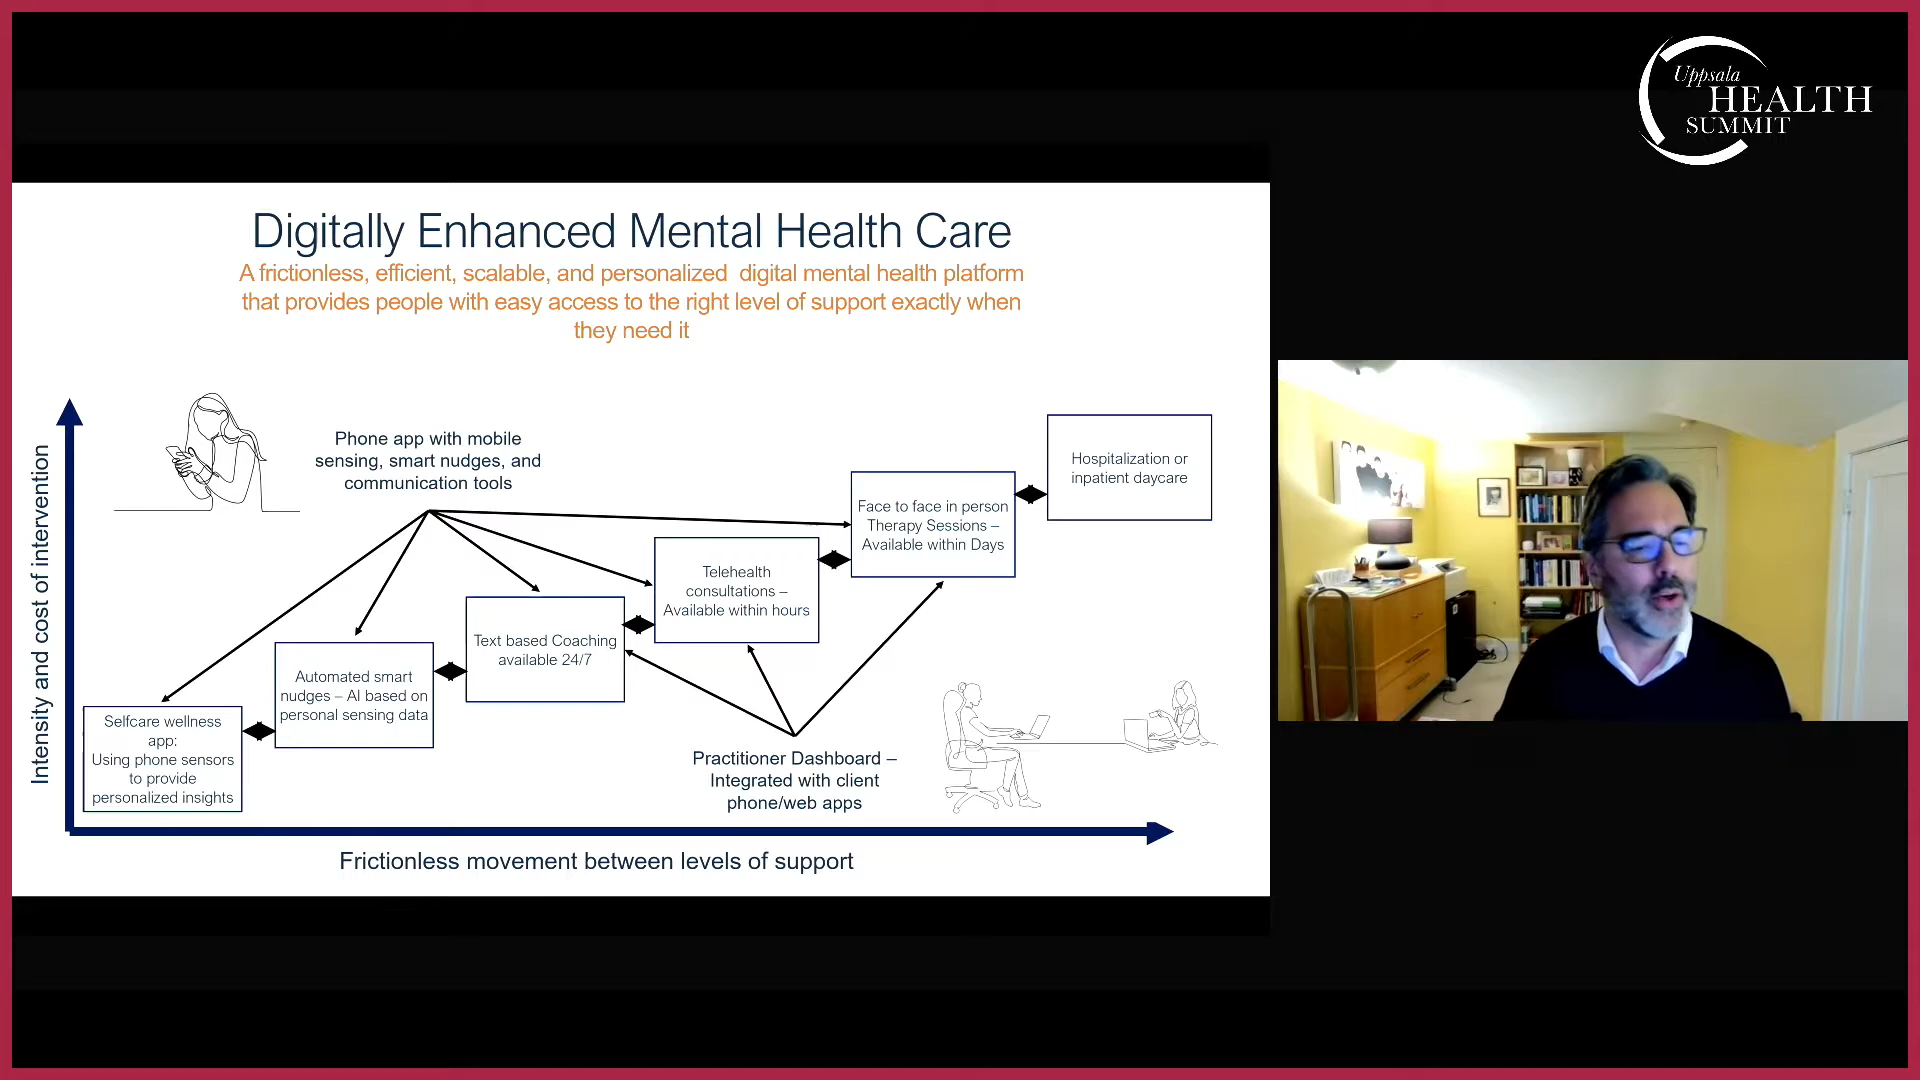 Uppsala
HEALTH
SUMMIT
Digitally Enhanced Mental Health Care
A frictionless, efficient, scalable, and personalized digital mental health platform
that provides people with easy access to the right level of support exactly when
they need it
Intensity and cost of intervention
Phone app with mobile
sensing, smart nudges, and
communication tools
Selfcare wellness
app:
Using phone sensors
to provide
personalized insights
Automated smart
nudges – AI based on
personal sensing data
Text based Coaching
available 24/7
Telehealth
consultations –
Available within hours
Face to face in person
Therapy Sessions –
Available within Days
Hospitalization or
inpatient daycare
Practitioner Dashboard –
Integrated with client
phone/web apps
Frictionless movement between levels of support